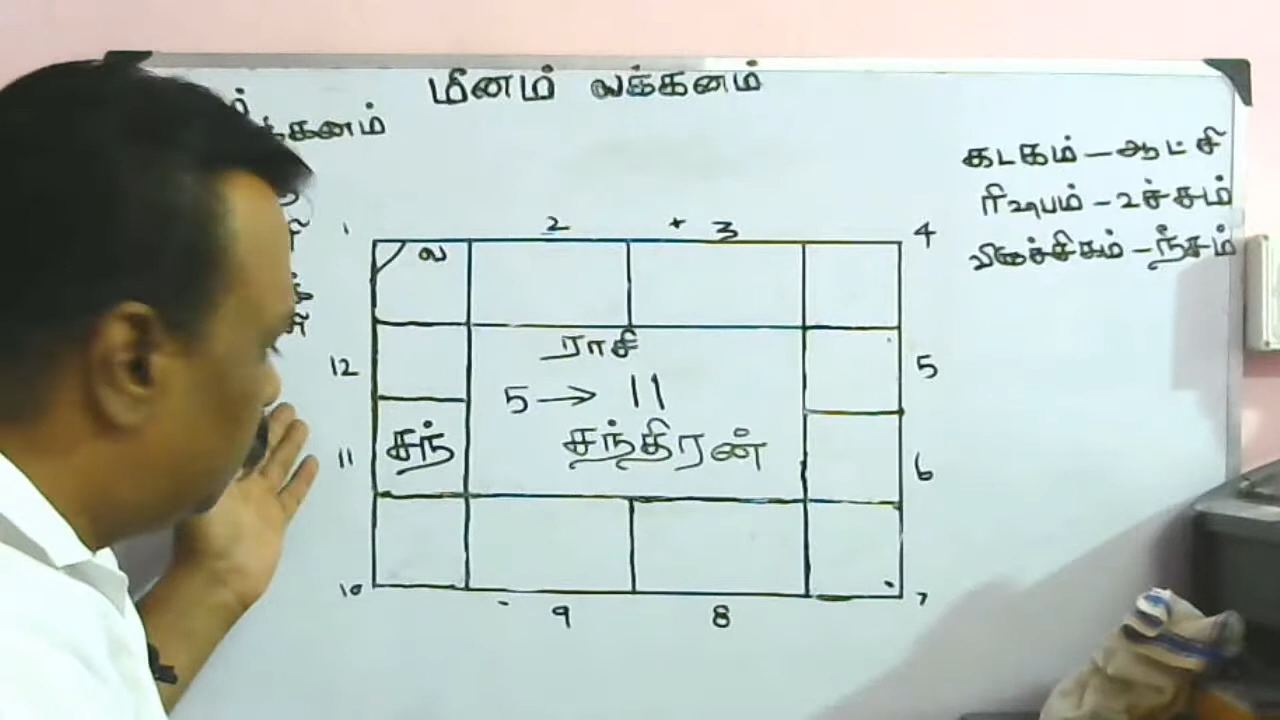 மீனம் லக்கனம்
கடகம் – ஆட்சி
ரிஷபம் – உச்சம்
விருச்சிகம் – நீசம்
1 2 + 3 4
ல
ராசி
12 5
5 → 11
11 சந் சந்திரன் 6
10 9 8 7